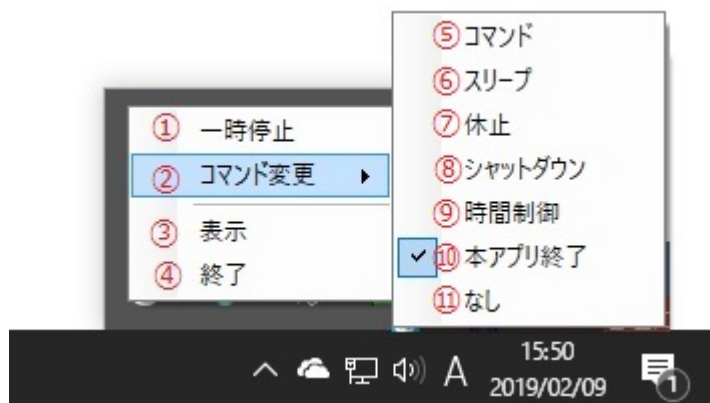 ① 一時停止
② コマンド変更
③ 表示
④ 終了
⑤ コマンド
⑥ スリープ
⑦ 休止
⑧ シャットダウン
⑨ 時間制御
⑩ 本アプリ終了
⑪ なし
A
15:50
2019/02/09
1